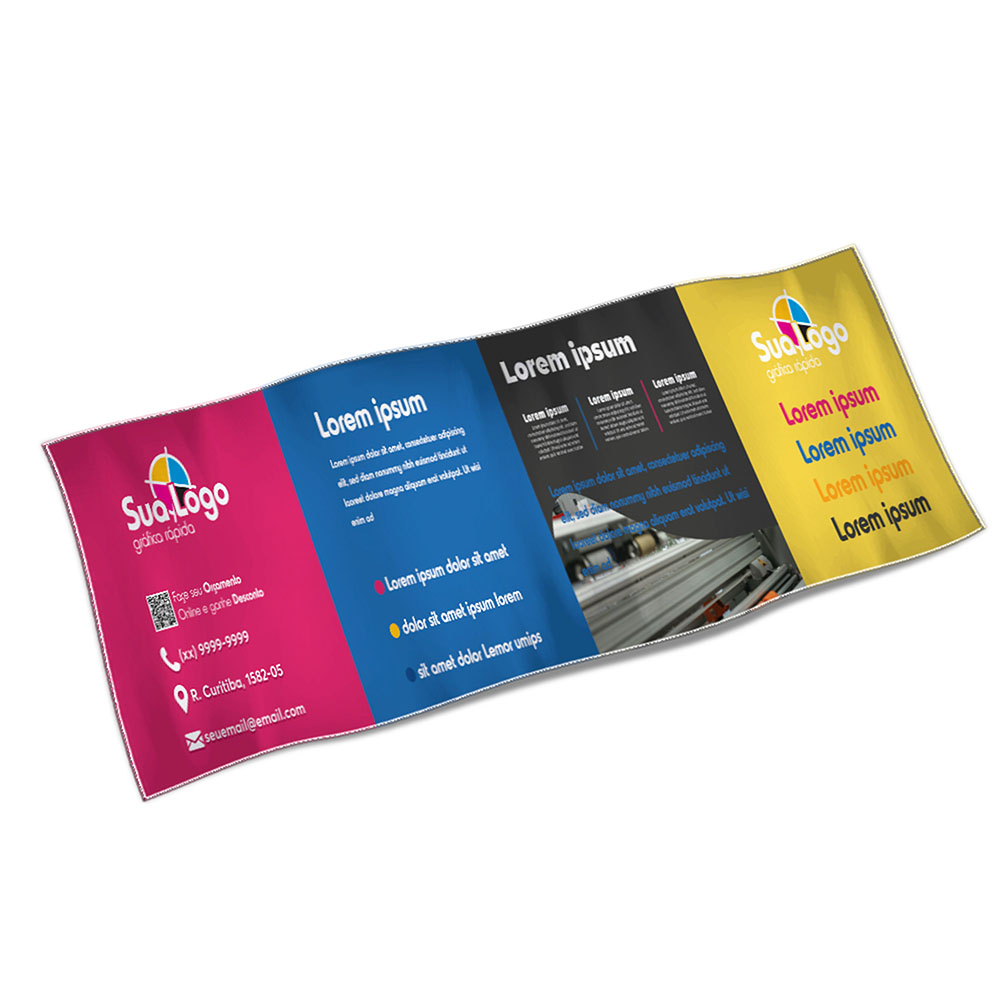 Sua Logo
gráfica rápida
Faça seu Orçamento
Online e ganhe Desconto
(xx) 9999-9999
R. Curitiba, 1582-05
seuemail@email.com
Lorem ipsum
Lorem ipsum dolor sit amet, consectetuer adipiscing
elit, sed diam nonummy nibh euismod tincidunt ut
laoreet dolore magna aliquam erat volutpat. Ut wisi
enim ad
Lorem ipsum dolor sit amet
dolor sit amet ipsum lorem
sit amet dolor Lemor umips
Lorem ipsum
Lorem ipsum
Lorem ipsum
Lorem ipsum
Lorem ipsum dolor sit amet, consectetuer adipiscing
elit, sed diam nonummy nibh euismod tincidunt ut
laoreet dolore magna aliquam erat volutpat. Ut wisi
enim ad
Sua Logo
gráfica rápida
Lorem ipsum
Lorem ipsum
Lorem ipsum
Lorem ipsum